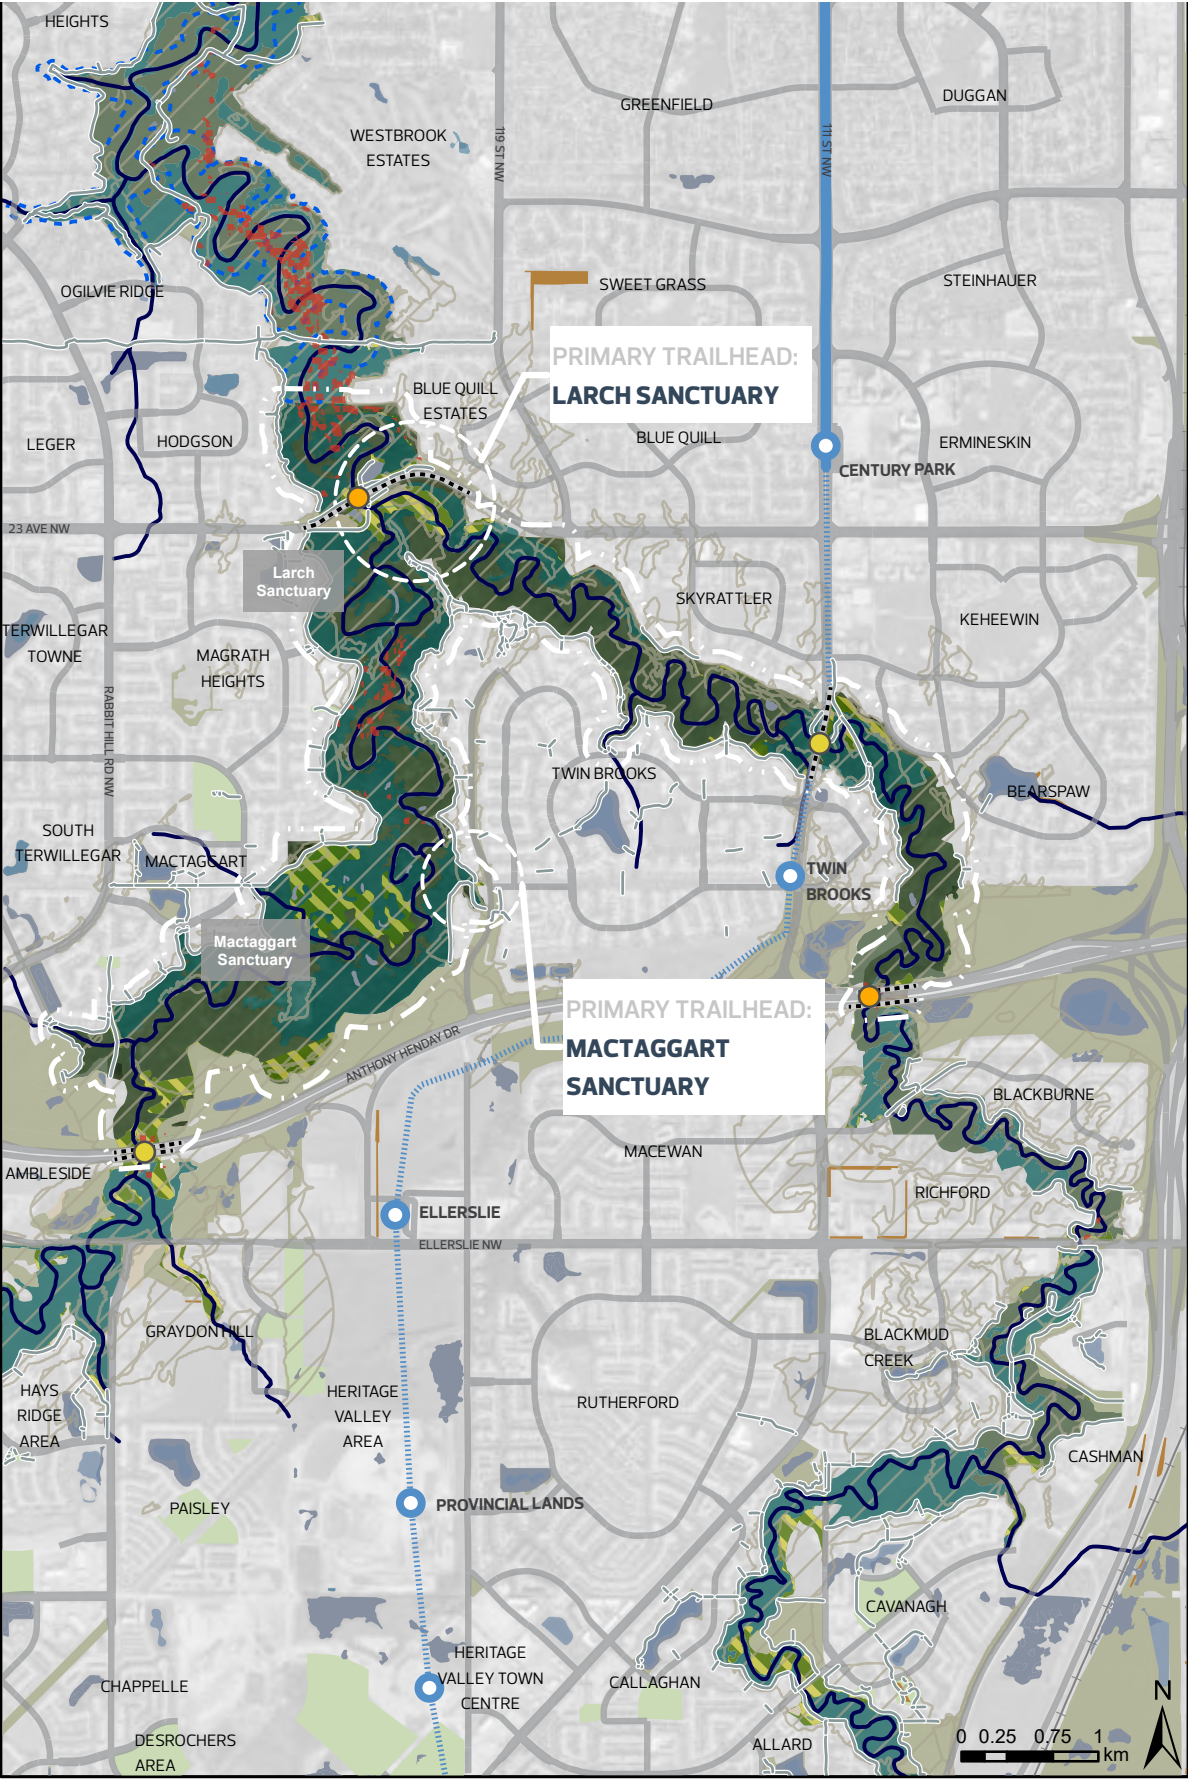 HEIGHTS
DUGGAN
GREENFIELD
WESTBROOK
ESTATES
119 ST NW
111 ST NW
OGILVIE RIDGE
SWEET GRASS
STEINHAUER
PRIMARY TRAILHEAD:
LARCH SANCTUARY
BLUE QUILL
ESTATES
LEGER
HODGSON
BLUE QUILL
ERMINESKIN
CENTURY PARK
23 AVE NW
Larch
Sanctuary
SKYRATTLER
KEHEEWIN
TERWILLEGAR
TOWNE
MAGRATH
HEIGHTS
RABBIT HILL RD NW
TWIN BROOKS
BEARSPAW
SOUTH
TERWILLEGAR
MACTAGGART
TWIN
BROOKS
Mactaggart
Sanctuary
PRIMARY TRAILHEAD:
MACTAGGART
SANCTUARY
ANTHONY HENDAY DR
BLACKBURNE
MACEWAN
AMBLESIDE
RICHFORD
ELLERSLIE
ELLERSLIE NW
GRAYDON HILL
BLACKMUD
CREEK
HAYS
RIDGE
AREA
HERITAGE
VALLEY
AREA
RUTHERFORD
CASHMAN
PAISLEY
PROVINCIAL LANDS
CAVANAGH
HERITAGE
VALLEY TOWN
CENTRE
CHAPPELLE
CALLAGHAN
DESROCHERS
AREA
ALLARD
N
0 0.25 0.75 1
km